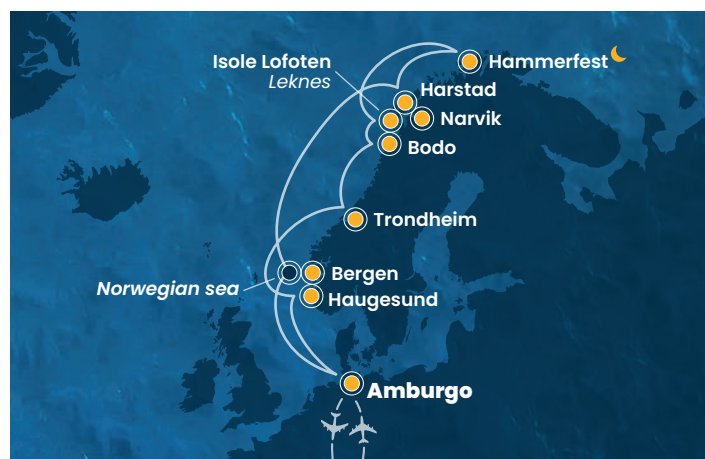 Isole Lofoten
Leknes
Hammerfest
Harstad
Narvik
Bodo
Trondheim
Bergen
Norwegian sea
Haugesund
Amburgo